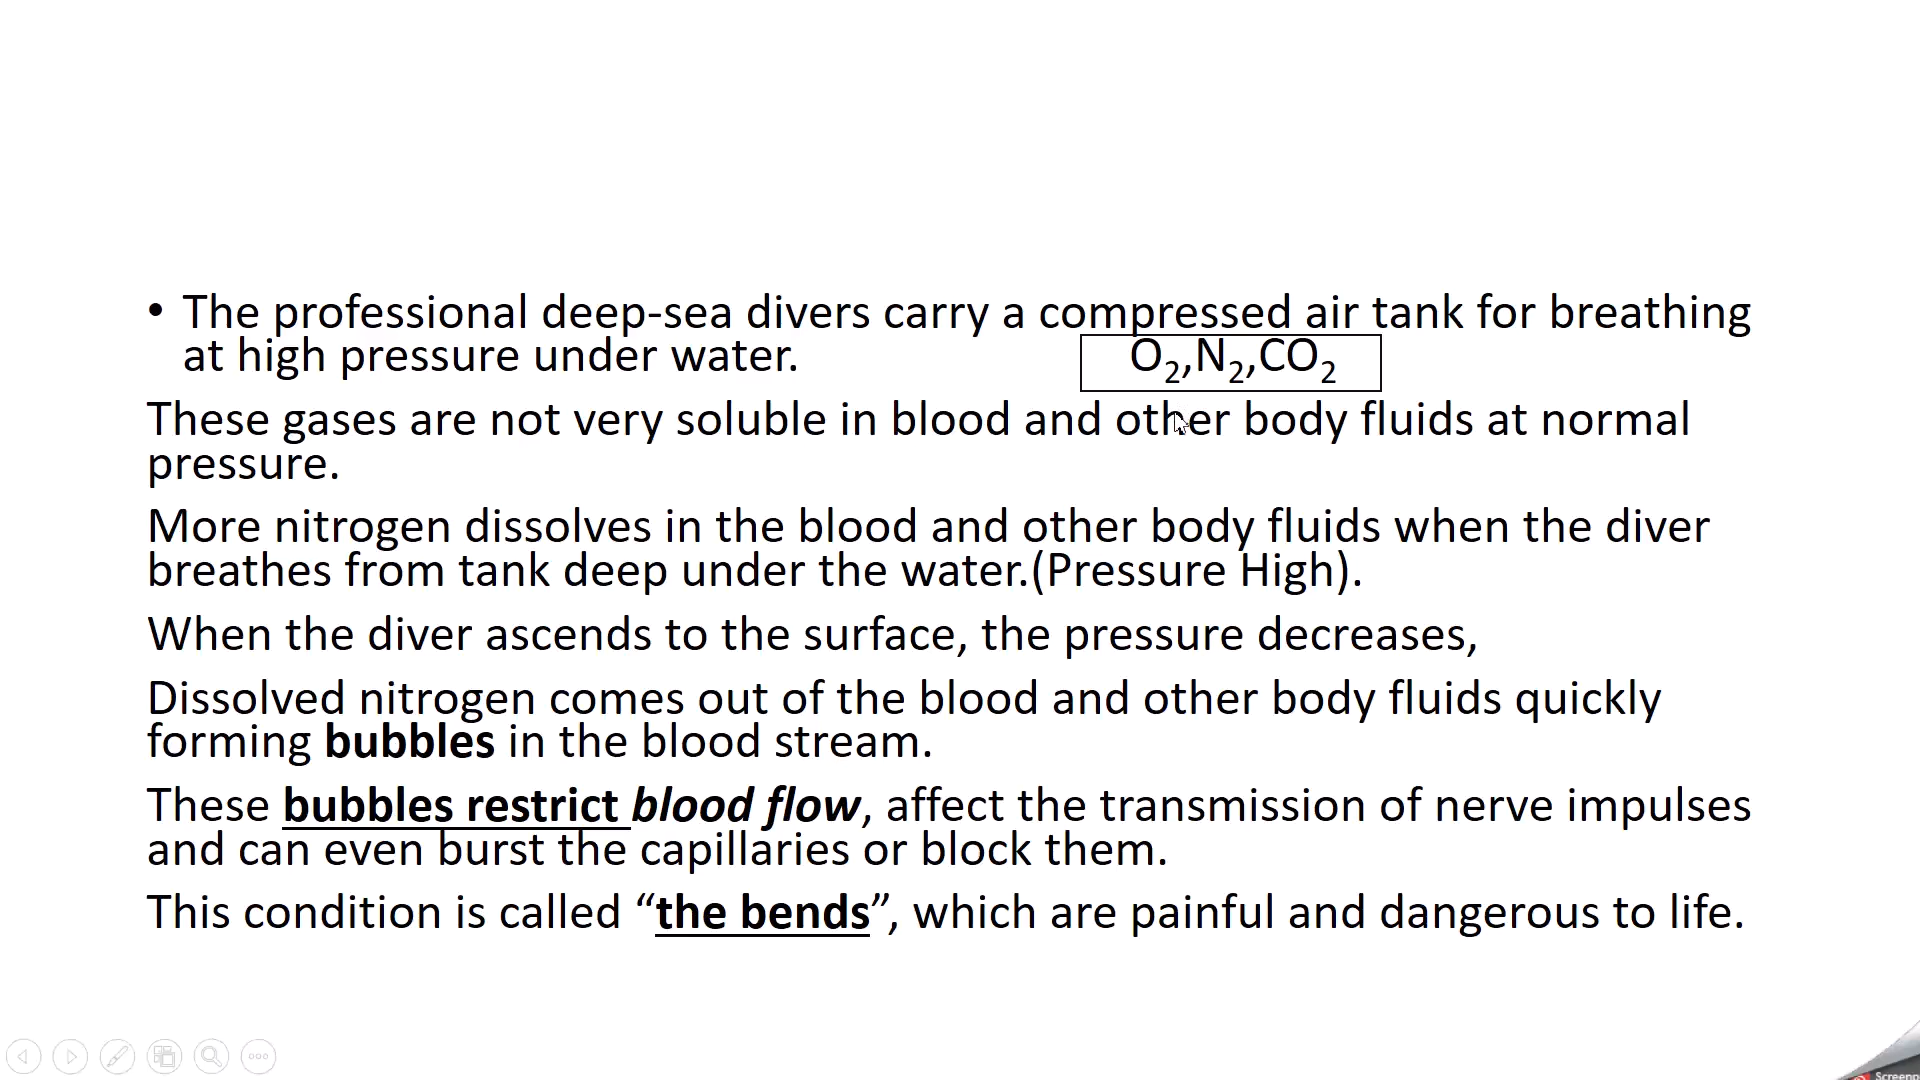 • The professional deep-sea divers carry a compressed air tank for breathing
at high pressure under water.
O₂,N₂,CO₂
These gases are not very soluble in blood and other body fluids at normal
pressure.
More nitrogen dissolves in the blood and other body fluids when the diver
breathes from tank deep under the water.(Pressure High).
When the diver ascends to the surface, the pressure decreases,
Dissolved nitrogen comes out of the blood and other body fluids quickly
forming bubbles in the blood stream.
These bubbles restrict blood flow, affect the transmission of nerve impulses
and can even burst the capillaries or block them.
This condition is called “the bends”, which are painful and dangerous to life.